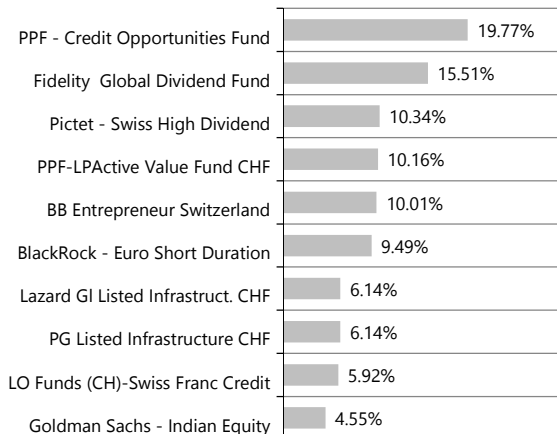 PPF - Credit Opportunities Fund 19.77%
Fidelity  Global Dividend Fund 15.51%
Pictet - Swiss High Dividend 10.34%
PPF-LPActive Value Fund CHF 10.16%
BB Entrepreneur Switzerland 10.01%
BlackRock - Euro Short Duration 9.49%
Lazard Gl Listed Infrastruct. CHF 6.14%
PG Listed Infrastructure CHF 6.14%
LO Funds (CH)-Swiss Franc Credit 5.92%
Goldman Sachs - Indian Equity 4.55%